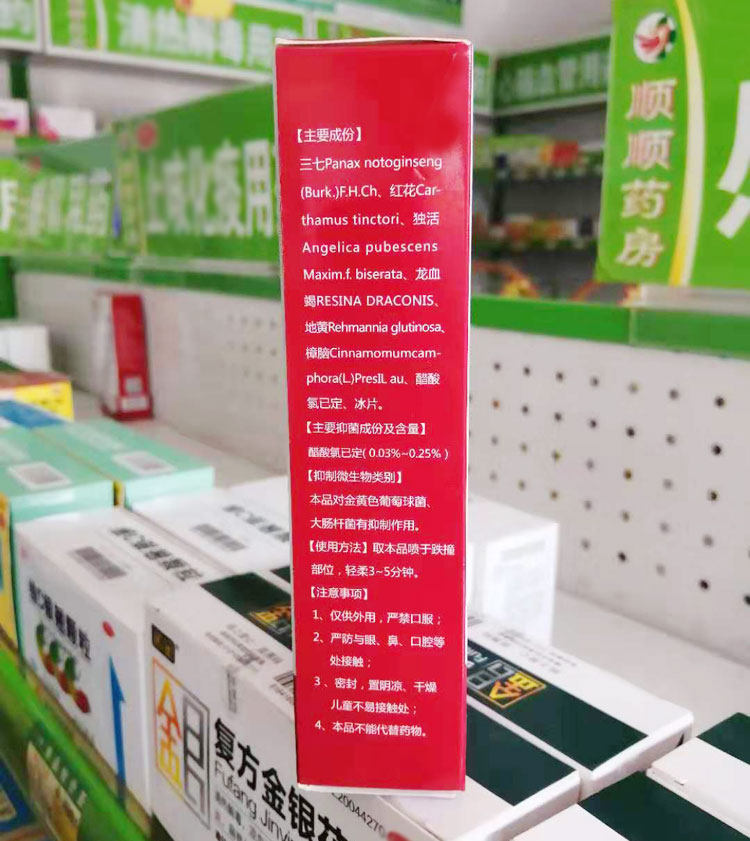 清热解毒用
顺顺药房
【主要成份】
三七Panax notoginseng
(Burk.)F.H.Ch、红花Car-
thamus tinctori、独活
Angelica pubescens
Maxim.f. biserata、龙血
竭RESINA DRACONIS、
地黄Rehmannia glutinosa、
樟脑Cinnamomumcam-
phora(L.)PresIL au、醋酸
氯已定、冰片。
【主要抑菌成份及含量】
醋酸氯已定(0.03%~0.25%)
【抑制微生物类别】
本品对金黄色葡萄球菌、
大肠杆菌有抑制作用。
【使用方法】取本品喷于跌撞
部位，轻柔3~5分钟。
【注意事项】
1、仅供外用，严禁口服；
2、严防与眼、鼻、口腔等
处接触；
3、密封，置阴凉、干燥
儿童不易接触处；
4、本品不能代替药物。
复方金银花
Fufang Jinyi
20044270